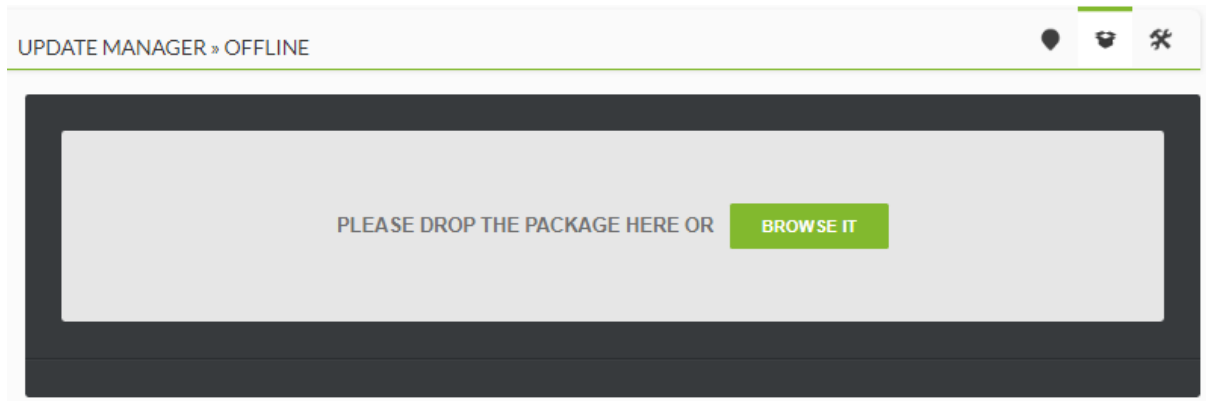 UPDATE MANAGER » OFFLINE
PLEASE DROP THE PACKAGE HERE OR BROWSE IT